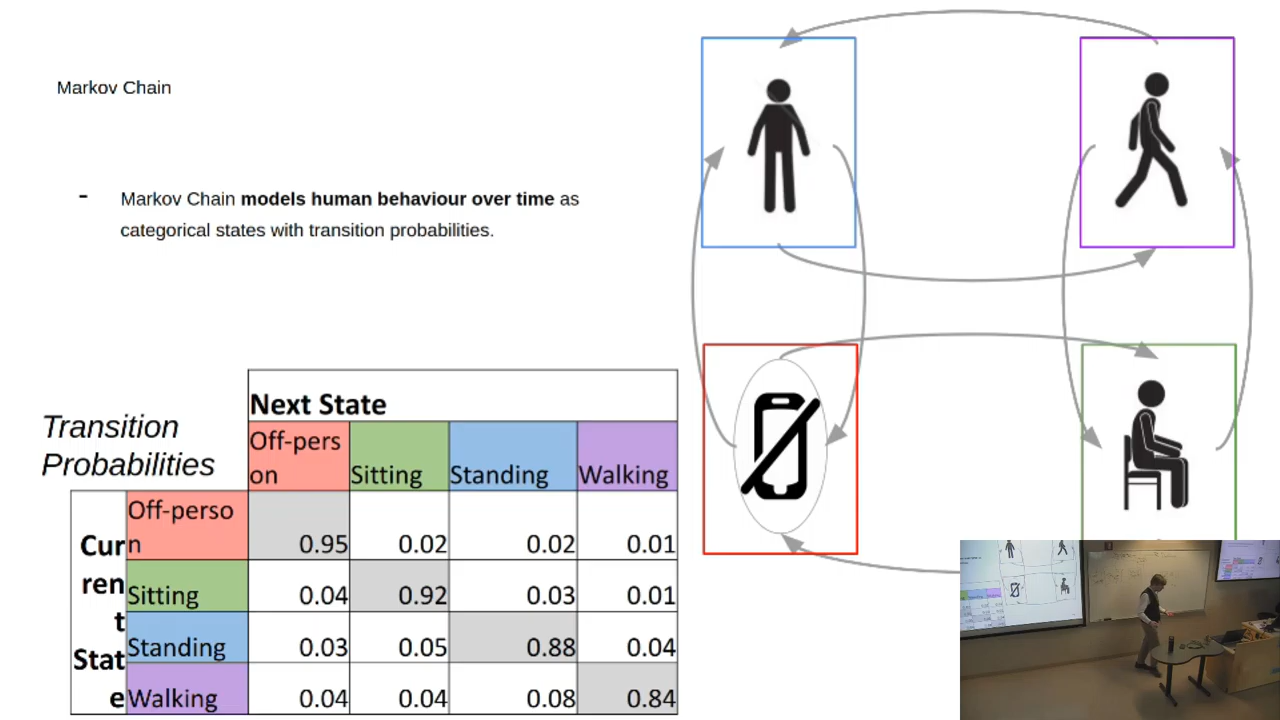 Markov Chain
- Markov Chain models human behaviour over time as
categorical states with transition probabilities.
Transition
Probabilities
Next State
Off-pers
on
Sitting
Standing
Walking
Cur
ren
t
Stat
e
Off-perso
n
0.95 0.02 0.02 0.01
Sitting 0.04 0.92 0.03 0.01
Standing 0.03 0.05 0.88 0.04
Walking 0.04 0.04 0.08 0.84